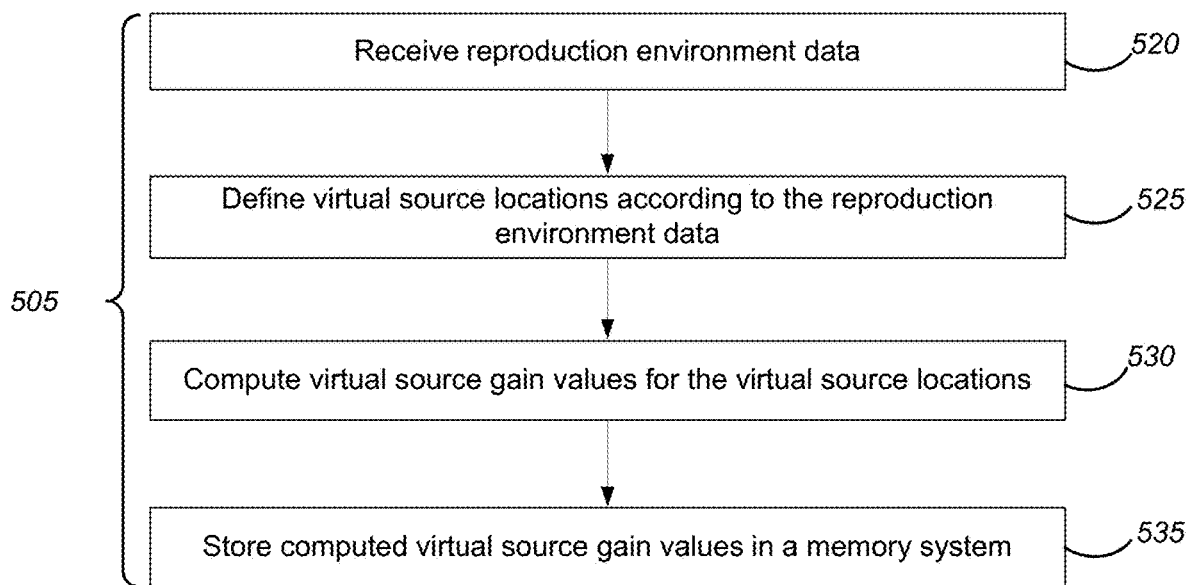 Receive reproduction environment data
520
Define virtual source locations according to the reproduction
environment data
525
505
Compute virtual source gain values for the virtual source locations
530
Store computed virtual source gain values in a memory system
535